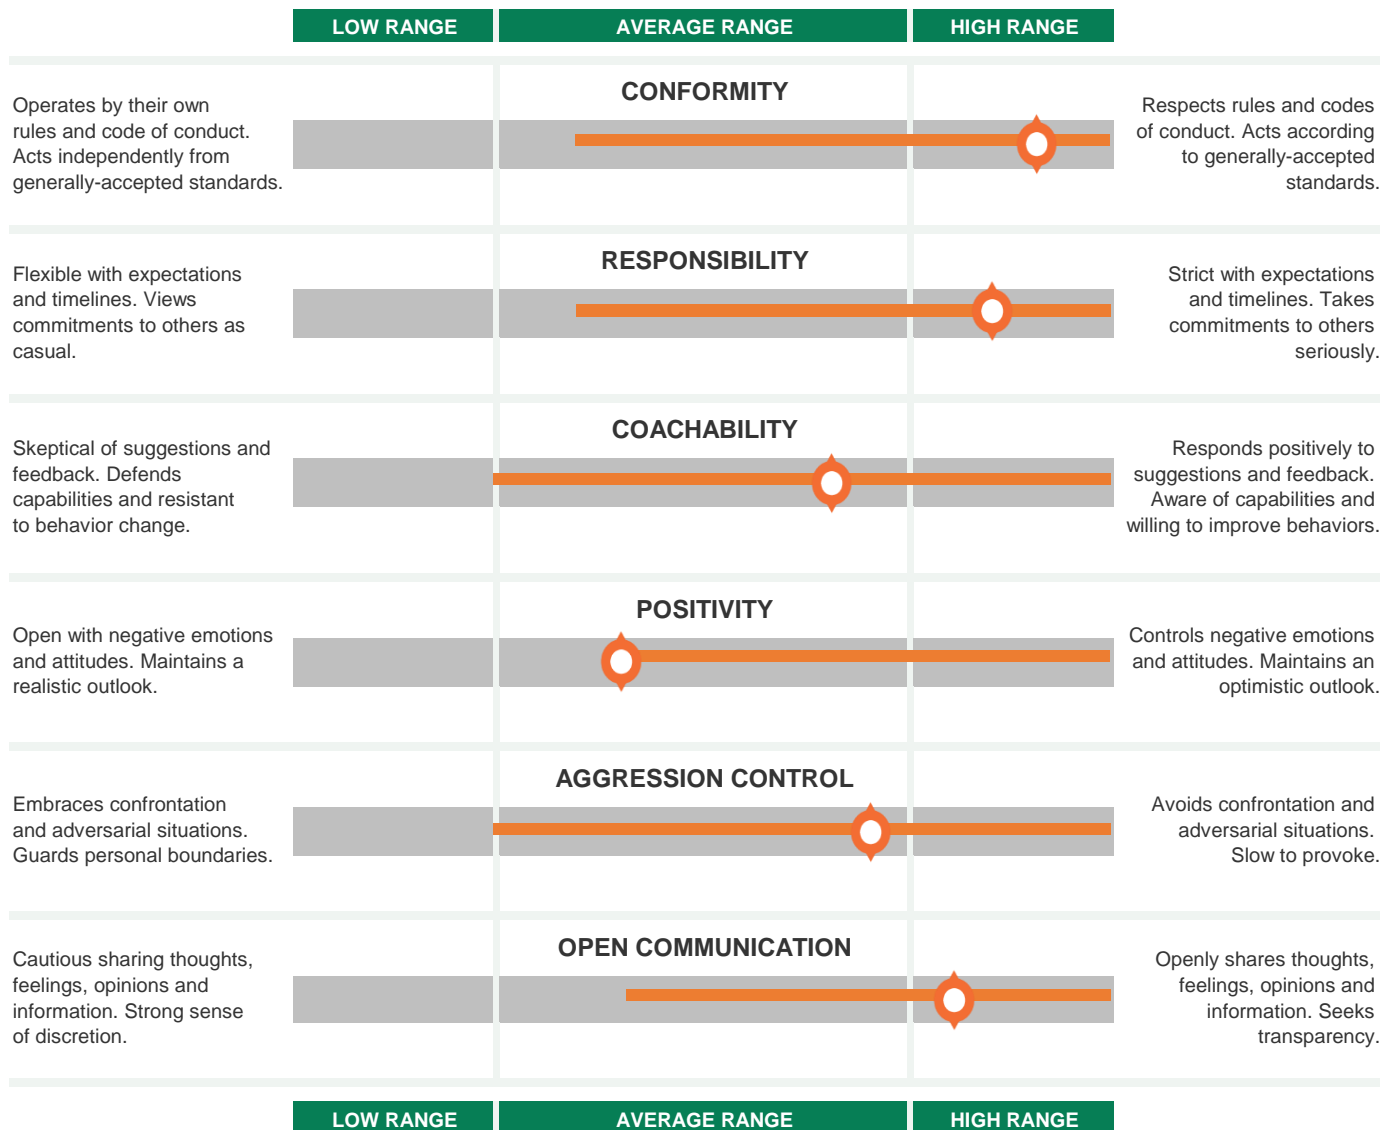 LOW RANGE
AVERAGE RANGE
HIGH RANGE
CONFORMITY
Operates by their own
rules and code of conduct.
Acts independently from
generally-accepted standards.
Respects rules and codes
of conduct. Acts according
to generally-accepted
standards.
RESPONSIBILITY
Flexible with expectations
and timelines. Views
commitments to others as
casual.
Strict with expectations
and timelines. Takes
commitments to others
seriously.
COACHABILITY
Skeptical of suggestions and
feedback. Defends
capabilities and resistant
to behavior change.
Responds positively to
suggestions and feedback.
Aware of capabilities and
willing to improve behaviors.
POSITIVITY
Open with negative emotions
and attitudes. Maintains a
realistic outlook.
Controls negative emotions
and attitudes. Maintains an
optimistic outlook.
AGGRESSION CONTROL
Embraces confrontation
and adversarial situations.
Guards personal boundaries.
Avoids confrontation and
adversarial situations.
Slow to provoke.
OPEN COMMUNICATION
Cautious sharing thoughts,
feelings, opinions and
information. Strong sense
of discretion.
Openly shares thoughts,
feelings, opinions and
information. Seeks
transparency.
LOW RANGE
AVERAGE RANGE
HIGH RANGE